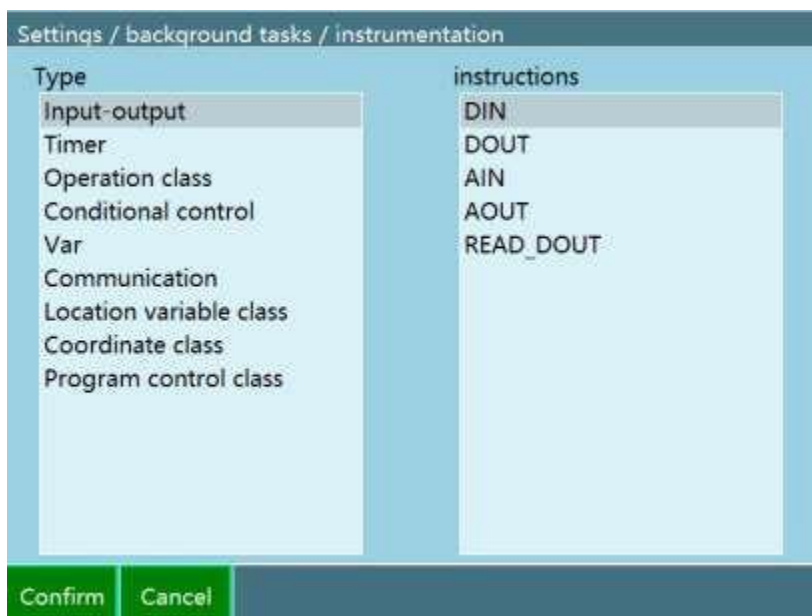 Settings / background tasks / instrumentation
Type
Input-output
Timer
Operation class
Conditional control
Var
Communication
Location variable class
Coordinate class
Program control class
instructions
DIN
DOUT
AIN
AOUT
READ_DOUT
Confirm
Cancel